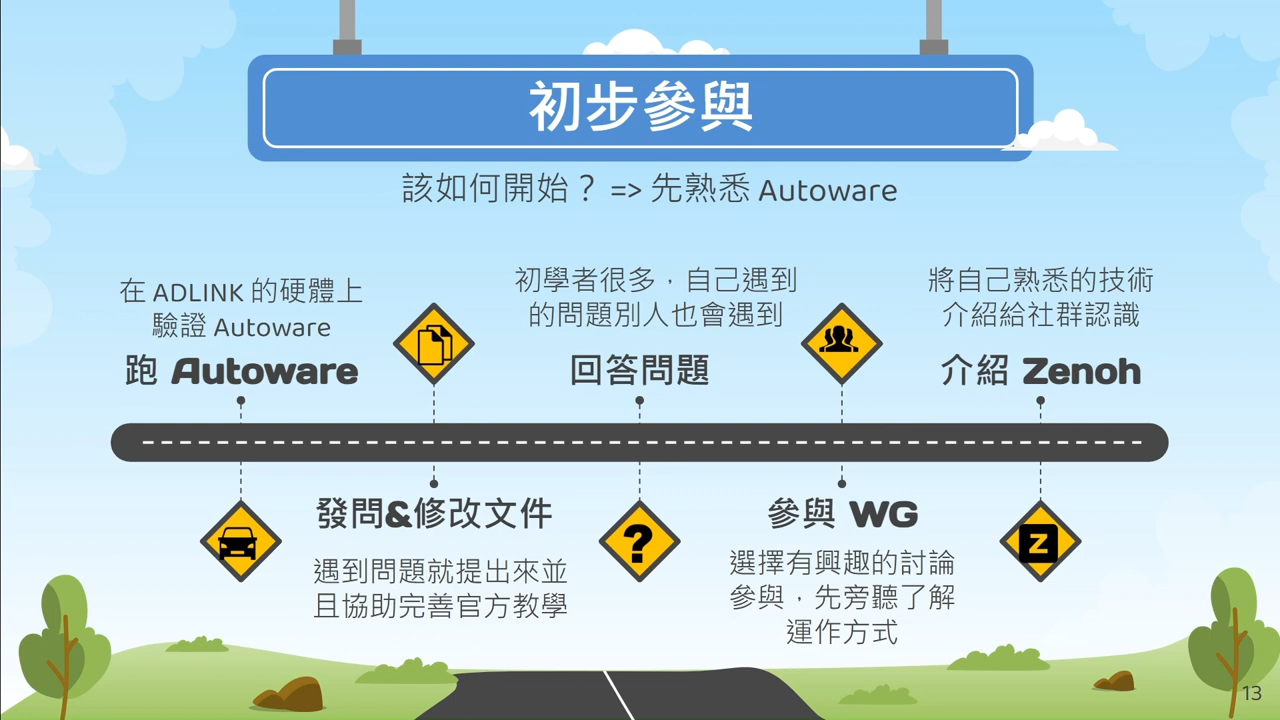 初步參與
該如何開始？ => 先熟悉 Autoware
在 ADLINK 的硬體上
驗證 Autoware
跑 Autoware
發問&修改文件
遇到問題就提出來並
且協助完善官方教學
初學者很多，自己遇到
的問題別人也會遇到
回答問題
?
參與 WG
選擇有興趣的討論
參與，先旁聽了解
運作方式
將自己熟悉的技術
介紹給社群認識
介紹 Zenoh
Z
13